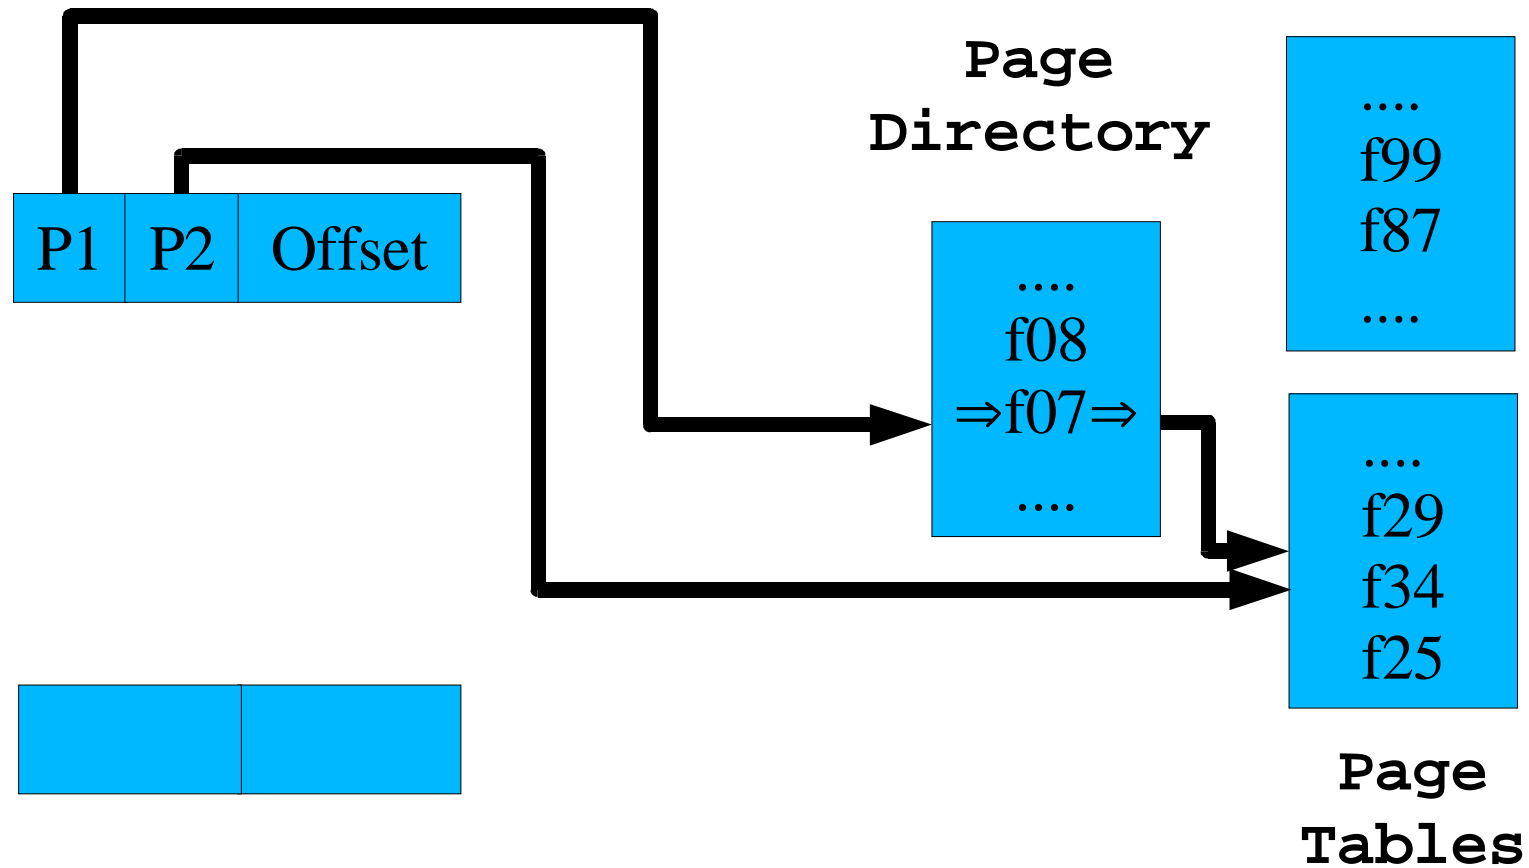 Page
Directory
P1 P2 Offset
....
f08
⇒f07⇒
....
....
f99
f87
....
....
f29
f34
f25
Page
Tables